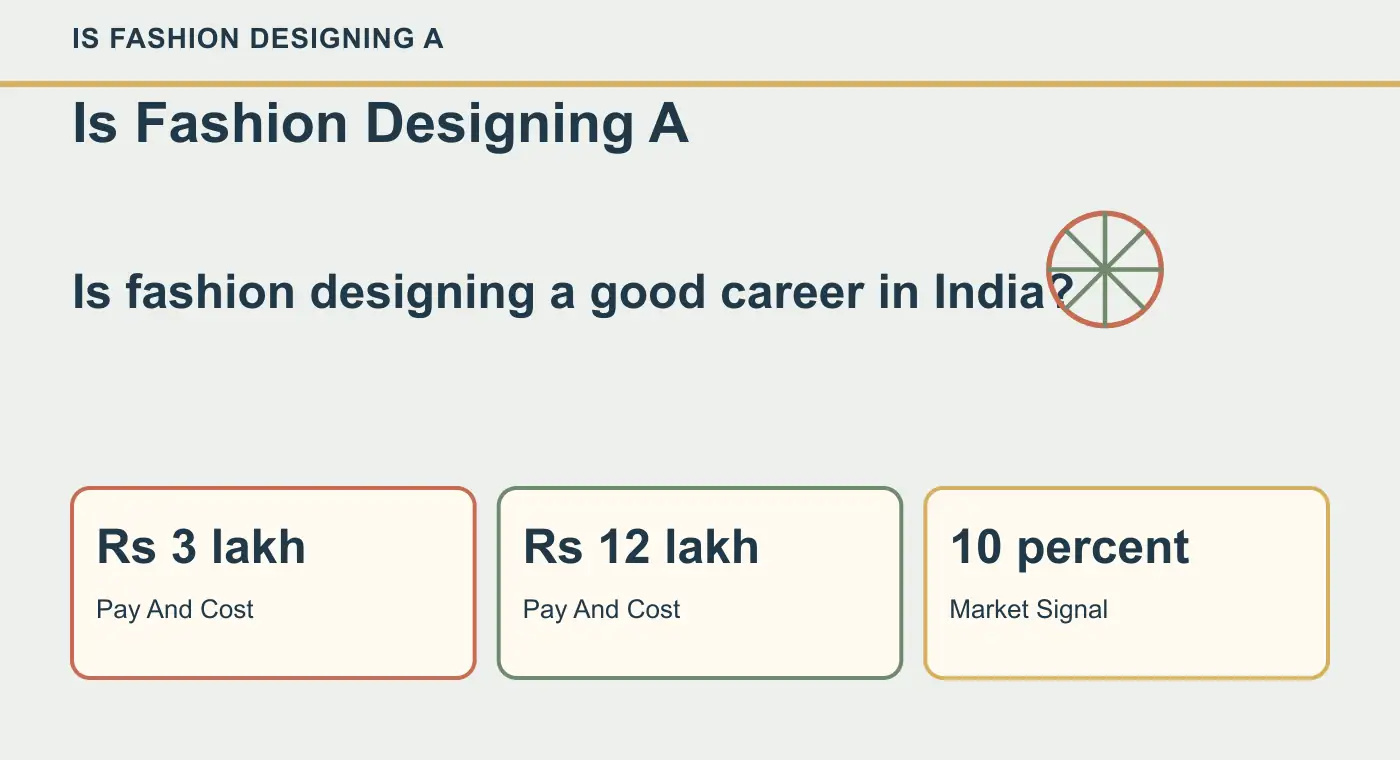 IS FASHION DESIGNING A
Is Fashion Designing A
Is fashion designing a good career in India?
Rs 3 lakh
Pay And Cost
Rs 12 lakh
Pay And Cost
10 percent
Market Signal